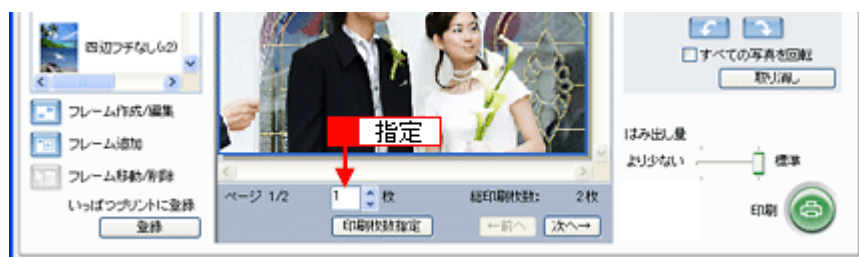 四辺フチなし(x2)
フレーム作成/編集
フレーム追加
フレーム移動/削除
いっぱつプリントに登録
登録
指定
ページ 1/2
1
枚
総印刷枚数:
2枚
印刷枚数指定
←前へ
次へ→
すべての写真を回転
取り消し
はみ出し量
より少ない
標準
印刷